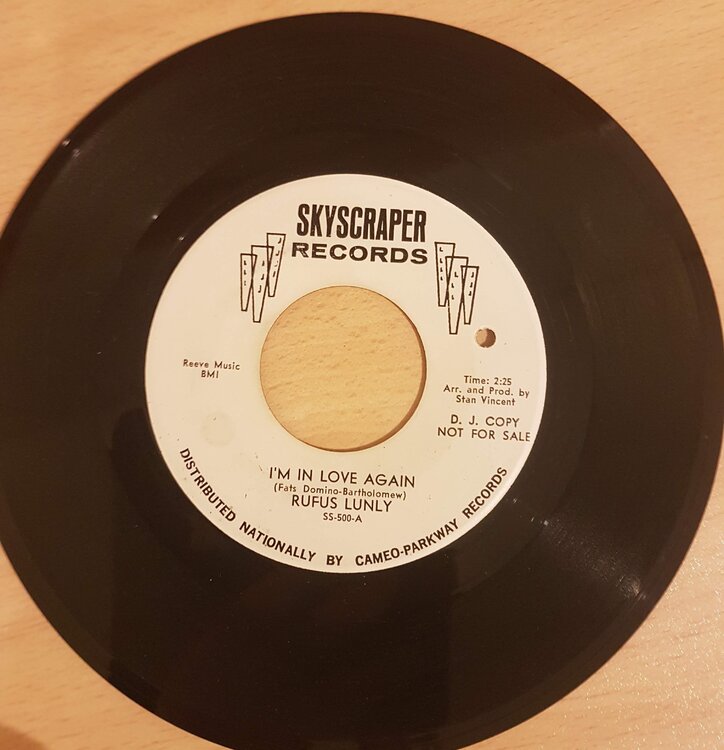 SKYSCRAPER
RECORDS
Reeve Music
BMI
Time: 2:25
Arr. and Prod. by
Stan Vincent
D. J. COPY
NOT FOR SALE
I'M IN LOVE AGAIN
(Fats Domino-Bartholomew)
RUFUS LUNLY
SS-500-A
DISTRIBUTED NATIONALLY BY CAMEO-PARKWAY RECORDS